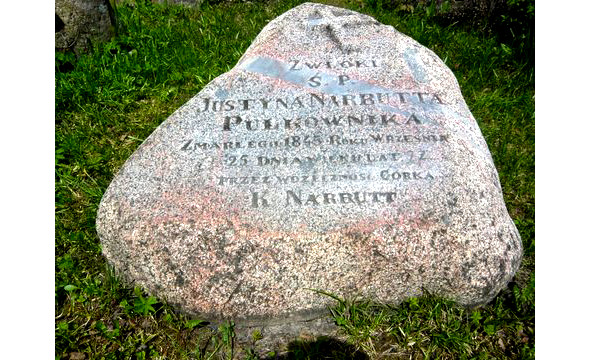 ZWŁOKI
Ś. P.
JUSTYNA NARBUTTA
PUŁKOWNIKA
ZMARŁEGO 1845 ROKU WRZEŚNIA
25 DNIA WIEKU LAT 77
PRZEZ WDZIĘCZNOŚĆ CÓRKA
K NARBUTT